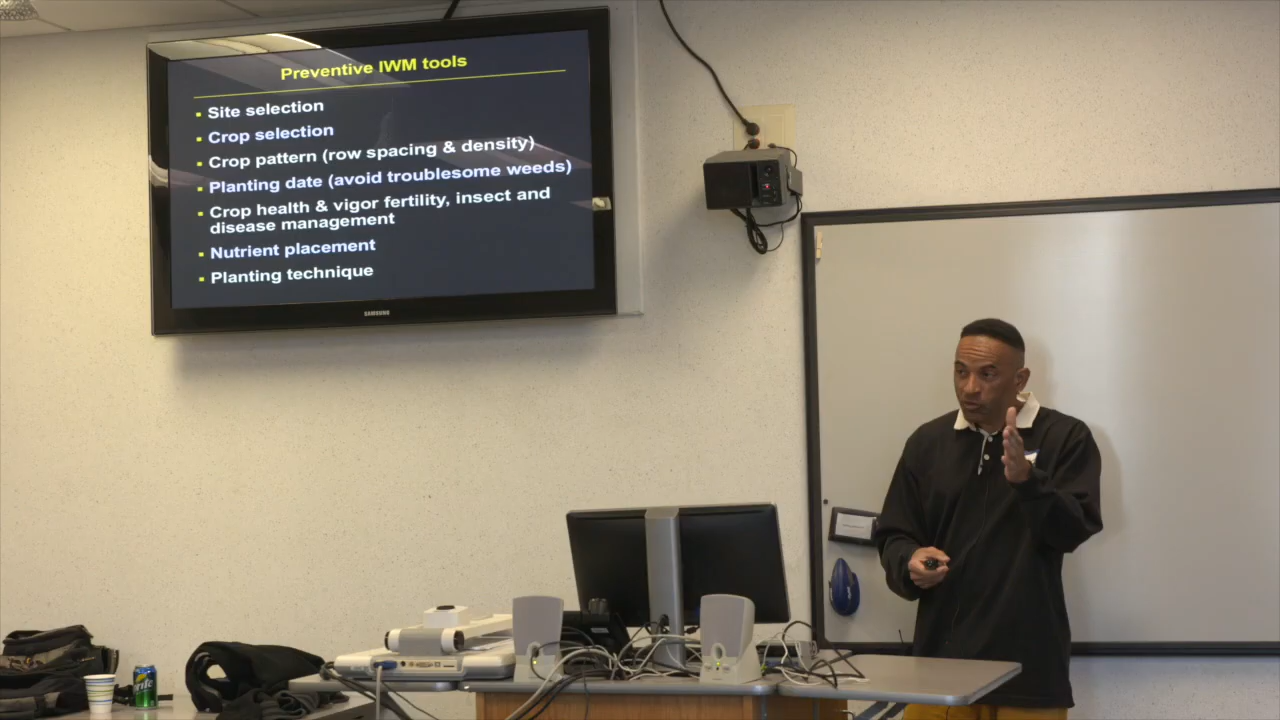 Preventive IWM tools
▪ Site selection
▪ Crop selection
▪ Crop pattern (row spacing & density)
▪ Planting date (avoid troublesome weeds)
▪ Crop health & vigor fertility, insect and
disease management
▪ Nutrient placement
▪ Planting technique
SAMSUNG
Sprite